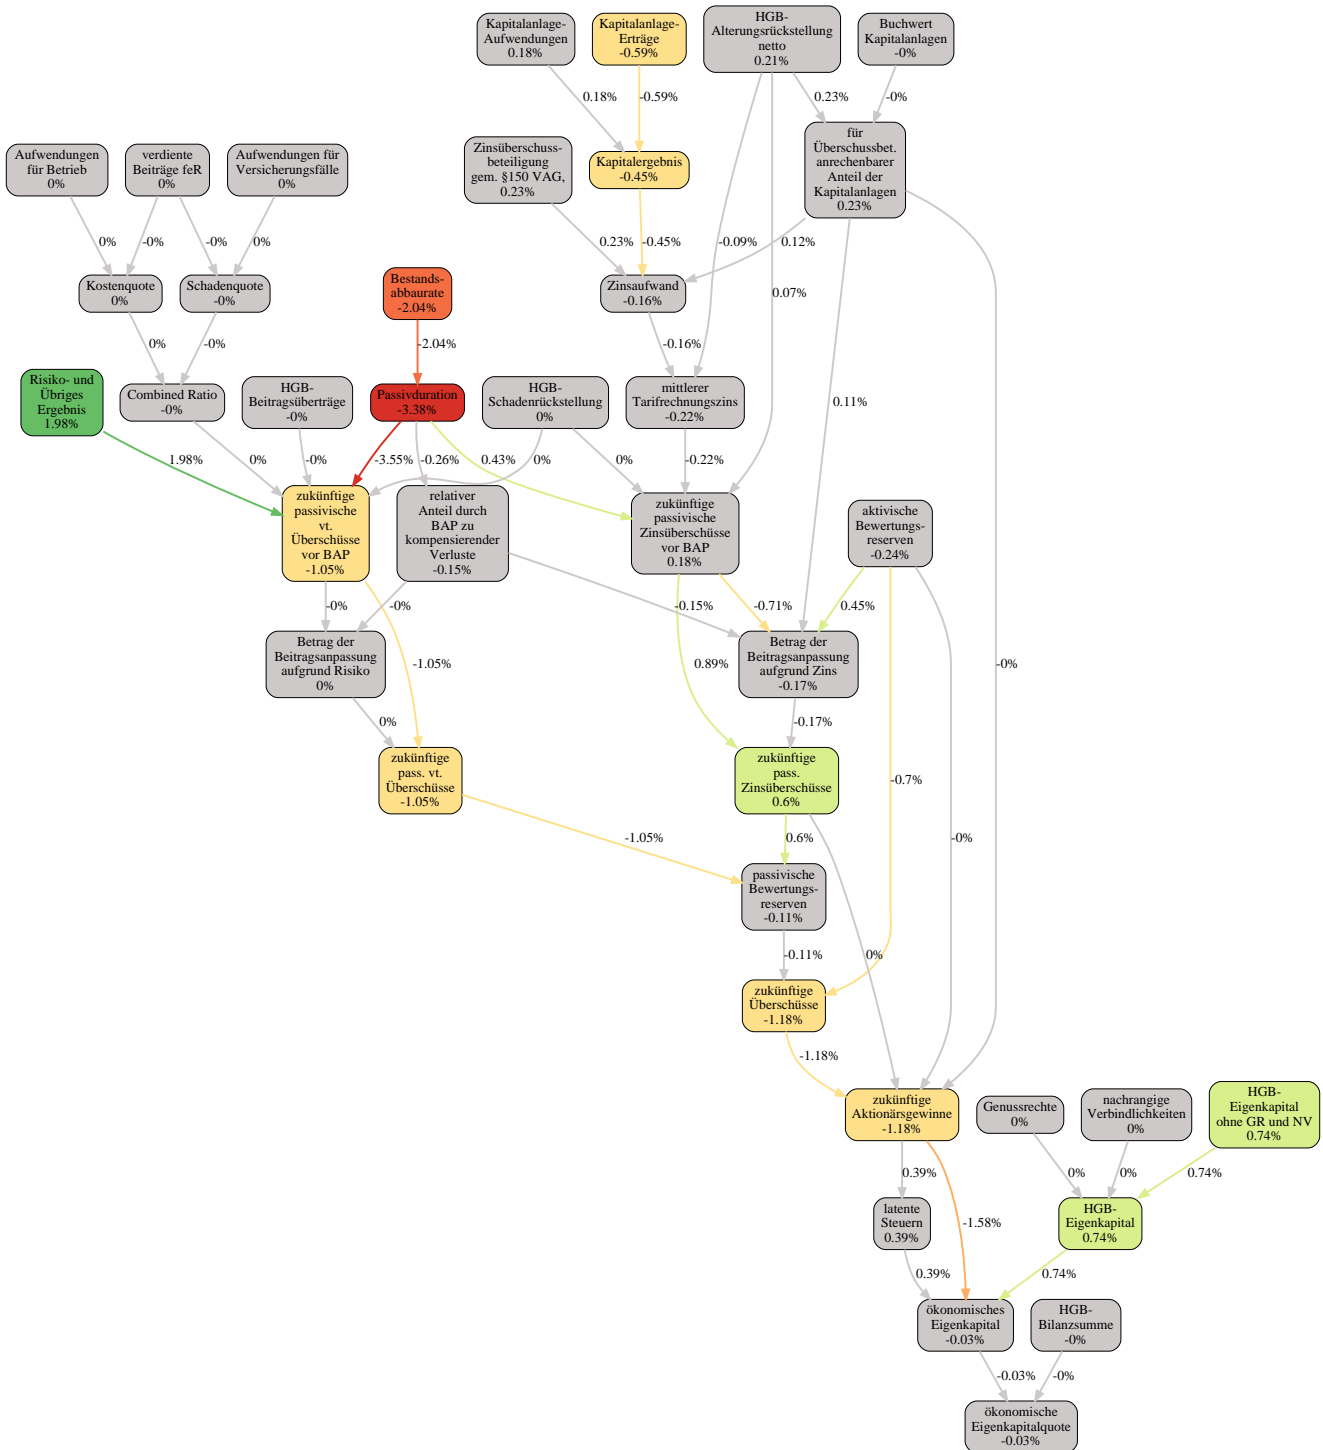 Kapitalanlage-
Aufwendungen
0.18%
Kapitalanlage-
Erträge
-0.59%
HGB-
Alterungsrückstellung
netto
0.21%
Buchwert
Kapitalanlagen
-0%
0.18%
-0.59%
0.23%
-0%
Aufwendungen
für Betrieb
0%
verdiente
Beiträge feR
0%
Aufwendungen für
Versicherungsfälle
0%
Zinsüberschuss-
beteiligung
gem. §150 VAG,
0.23%
Kapitalergebnis
-0.45%
für
Überschussbet.
anrechenbarer
Anteil der
Kapitalanlagen
0.23%
0%
-0%
-0%
0%
0.23%
-0.45%
-0.09%
0.12%
Kostenquote
0%
Schadenquote
-0%
Bestands-
abbaurate
-2.04%
Zinsaufwand
-0.16%
0.07%
0%
-0%
-2.04%
-0.16%
Risiko- und
Übriges
Ergebnis
1.98%
Combined Ratio
-0%
HGB-
Beitragsüberträge
-0%
Passivduration
-3.38%
HGB-
Schadenrückstellung
0%
mittlerer
Tarifrechnungszins
-0.22%
0.11%
1.98%
0%
-0%
-3.55%
-0.26%
0.43%
0%
0%
-0.22%
zukünftige
passivische
vt.
Überschüsse
vor BAP
-1.05%
relativer
Anteil durch
BAP zu
kompensierender
Verluste
-0.15%
zukünftige
passivische
Zinsüberschüsse
vor BAP
0.18%
aktivische
Bewertungs-
reserven
-0.24%
-0%
-0%
-0.15%
-0.71%
0.45%
Betrag der
Beitragsanpassung
aufgrund Risiko
0%
-1.05%
0.89%
Betrag der
Beitragsanpassung
aufgrund Zins
-0.17%
-0%
0%
-0.17%
zukünftige
pass. vt.
Überschüsse
-1.05%
zukünftige
pass.
Zinsüberschüsse
0.6%
-0.7%
-1.05%
0.6%
-0%
passivische
Bewertungs-
reserven
-0.11%
-0.11%
0%
zukünftige
Überschüsse
-1.18%
-1.18%
zukünftige
Aktionärsgewinne
-1.18%
Genussrechte
0%
nachrangige
Verbindlichkeiten
0%
HGB-
Eigenkapital
ohne GR und NV
0.74%
0.39%
0%
0%
0.74%
latente
Steuern
0.39%
-1.58%
HGB-
Eigenkapital
0.74%
0.39%
0.74%
ökonomisches
Eigenkapital
-0.03%
HGB-
Bilanzsumme
-0%
-0.03%
-0%
ökonomische
Eigenkapitalquote
-0.03%